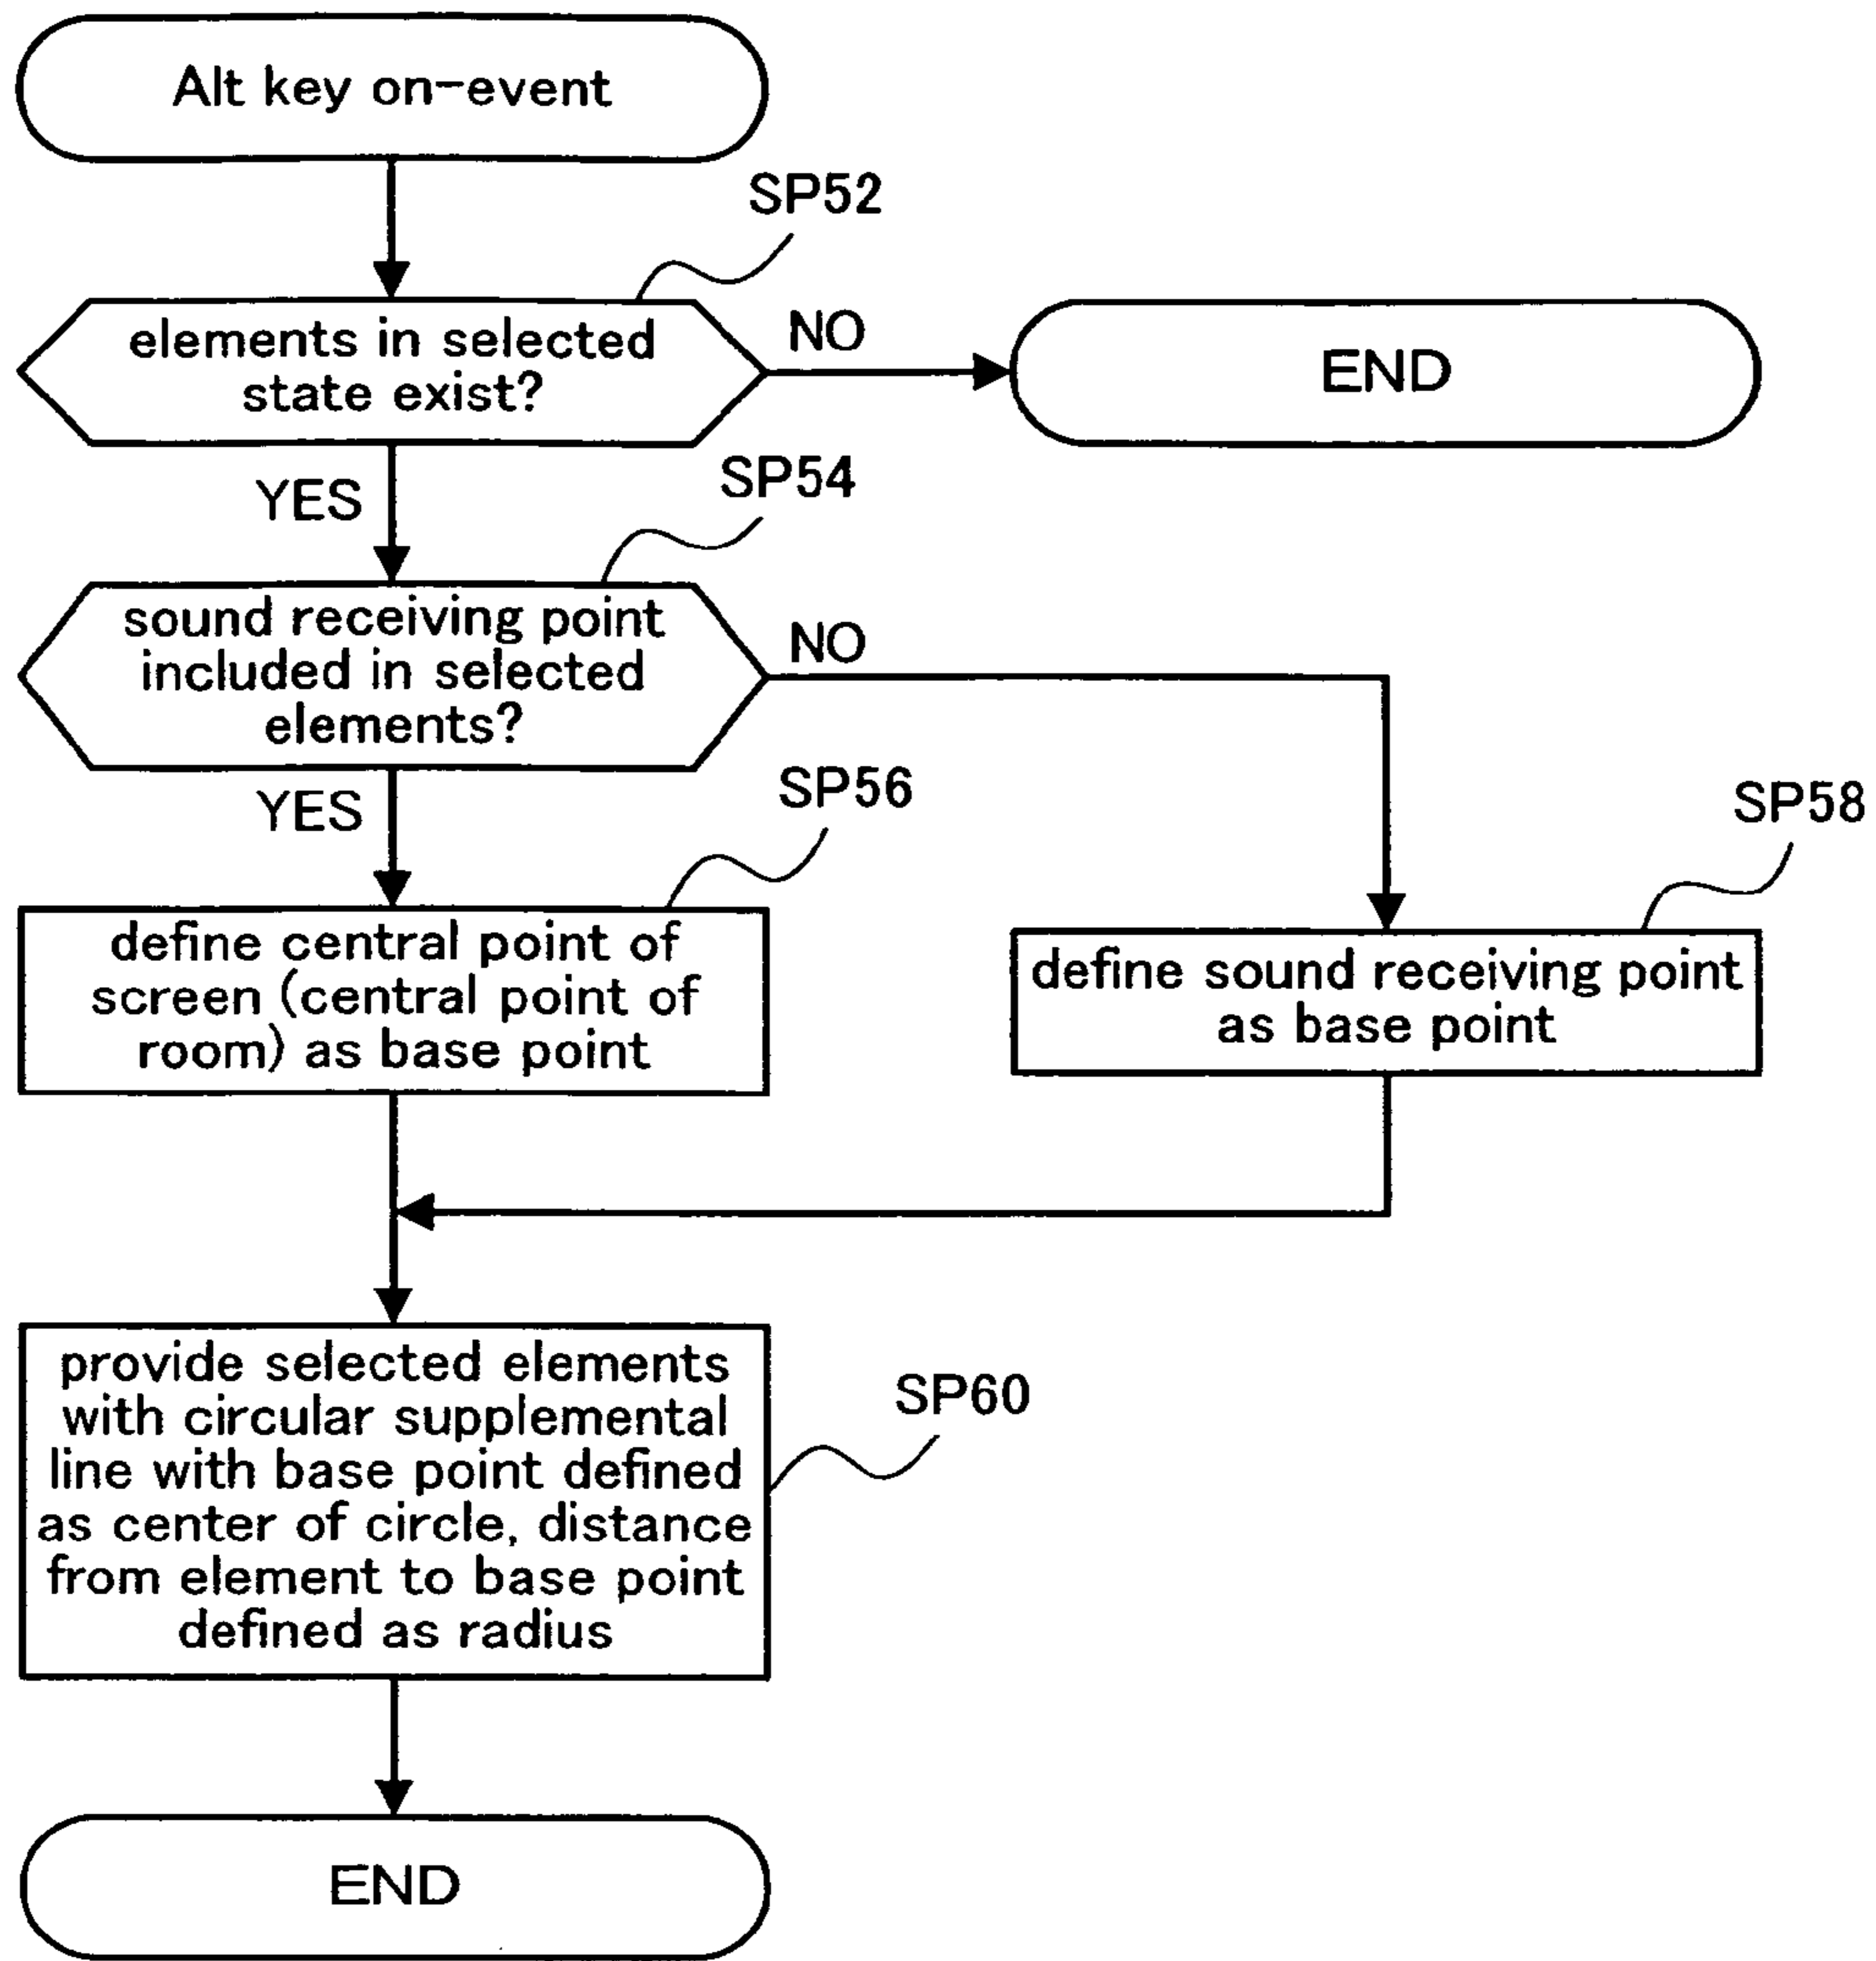 Alt key on-event
SP52
elements in selected
state exist?
NO
END
YES
SP54
sound receiving point
included in selected
elements?
NO
YES
SP56
SP58
define central point of
screen (central point of
room) as base point
define sound receiving point
as base point
provide selected elements
with circular supplemental
line with base point defined
as center of circle, distance
from element to base point
defined as radius
SP60
END